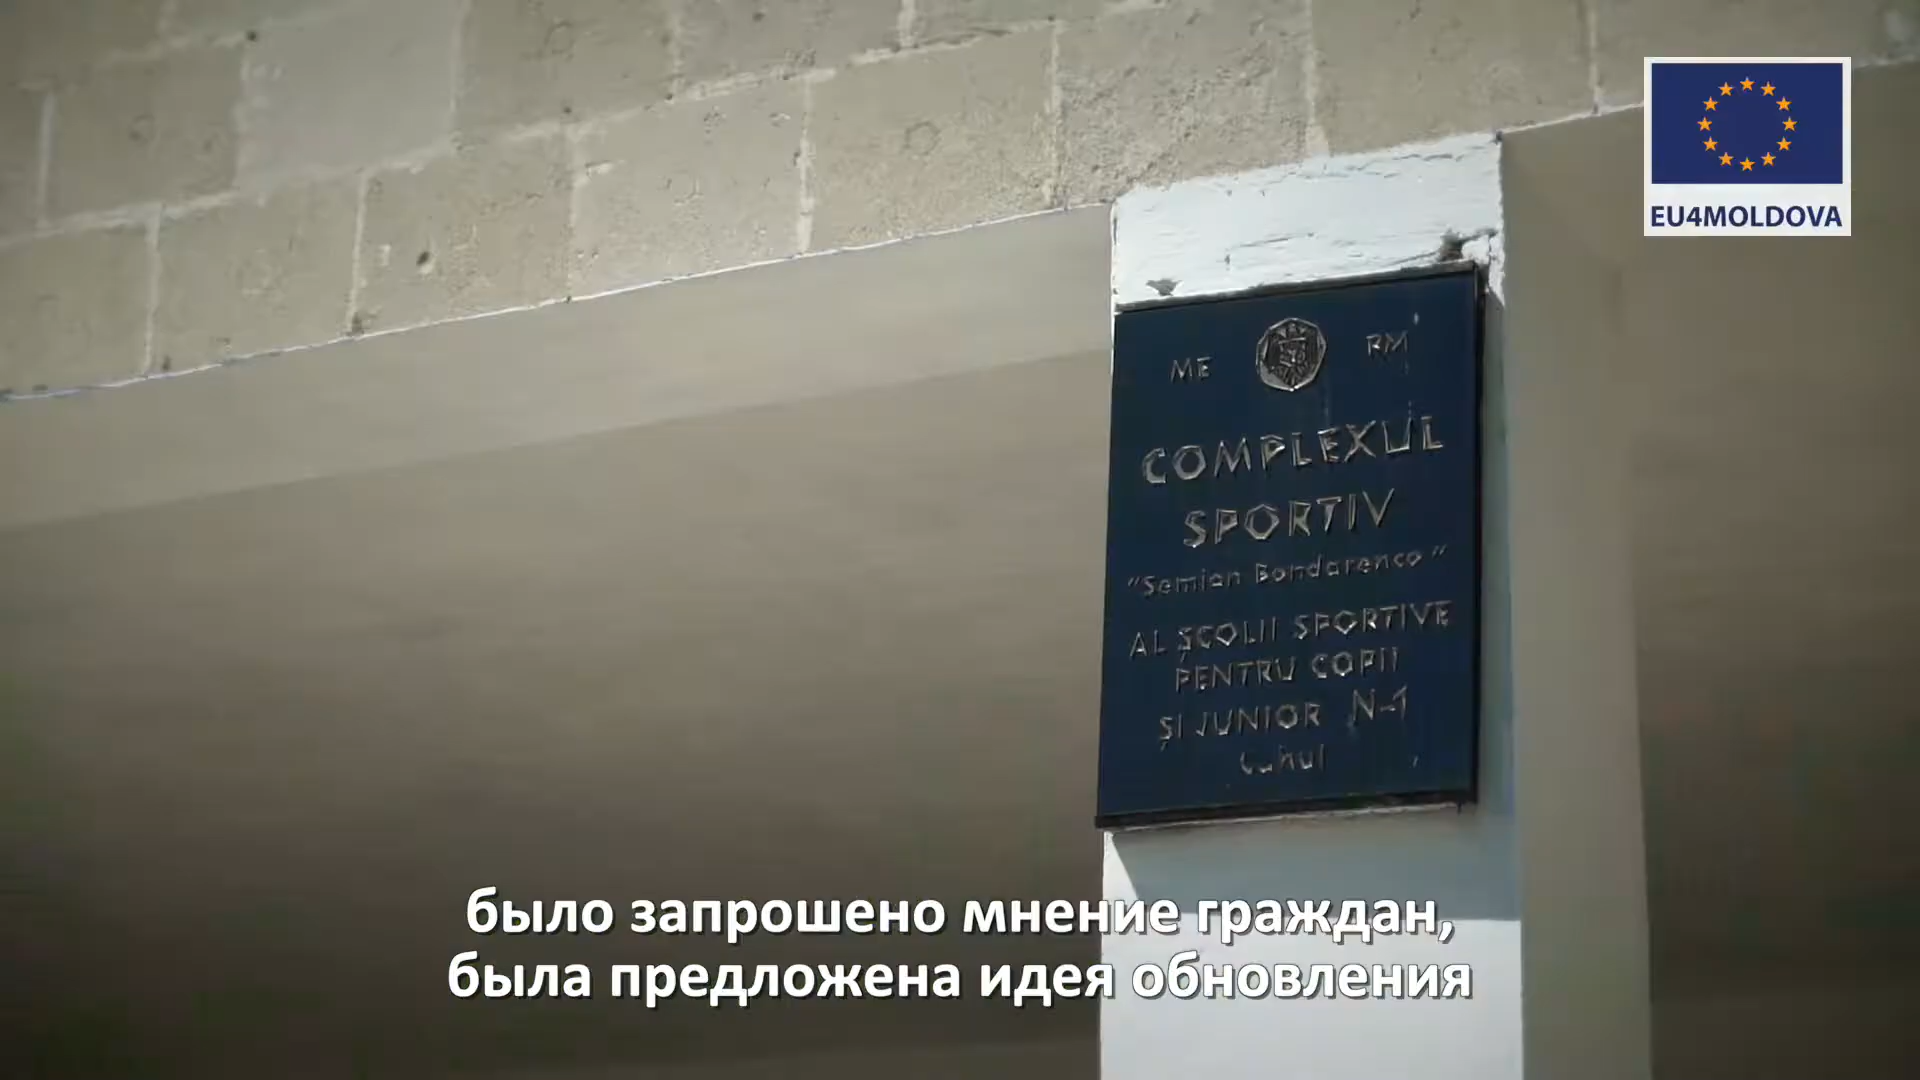 EU4MOLDOVA
ME RM
COMPLEXUL
SPORTIV
"Semion Bondarenco"
AL ȘCOLII SPORTIVE
PENTRU COPII
ȘI JUNIOR N-1
Cahul
было запрошено мнение граждан,
была предложена идея обновления